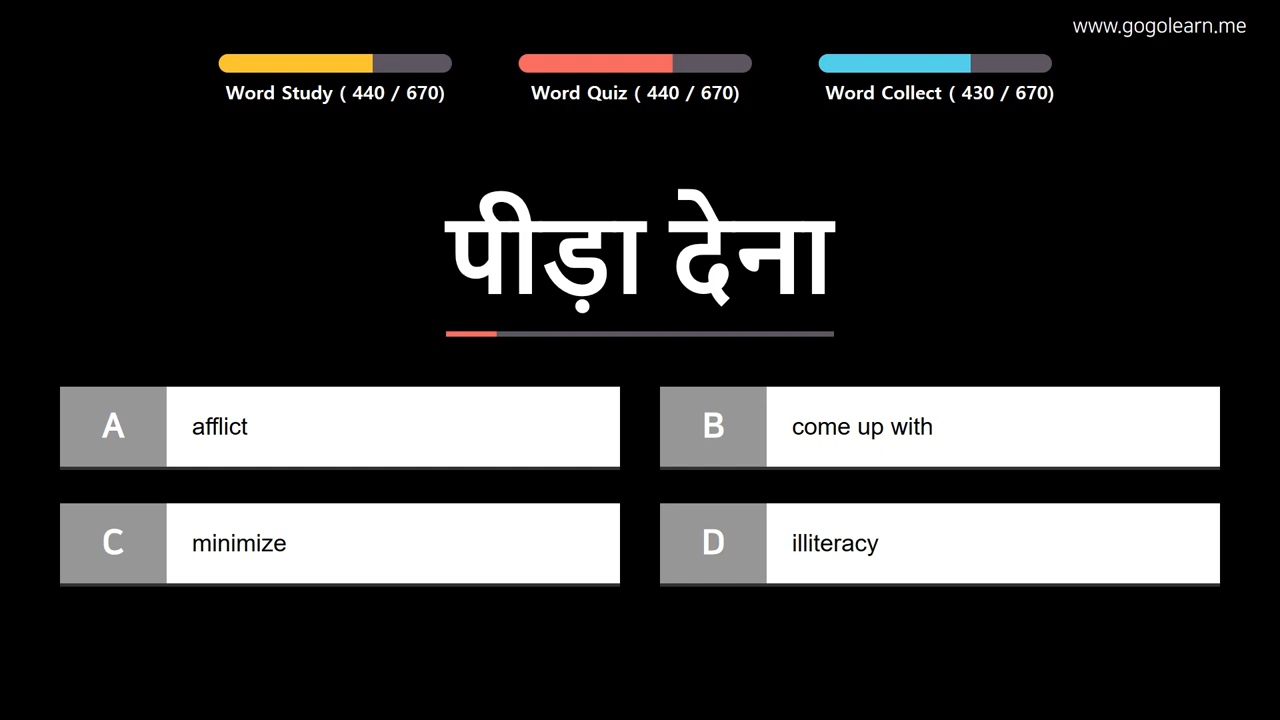 www.gogolearn.me
Word Study ( 440 / 670)
Word Quiz ( 440 / 670)
Word Collect ( 430 / 670)
पीड़ा देना
A afflict
B come up with
C minimize
D illiteracy